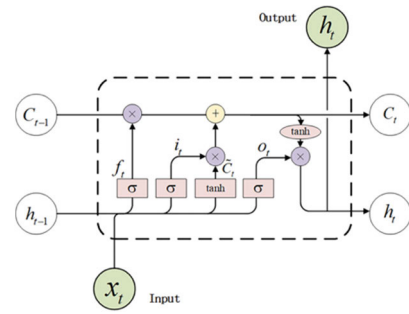 Output
h_t
C_{t-1}
×
+
C_t
tanh
f_t
i_t
×
C̃_t
o_t
×
σ
σ
tanh
σ
h_{t-1}
h_t
x_t
Input